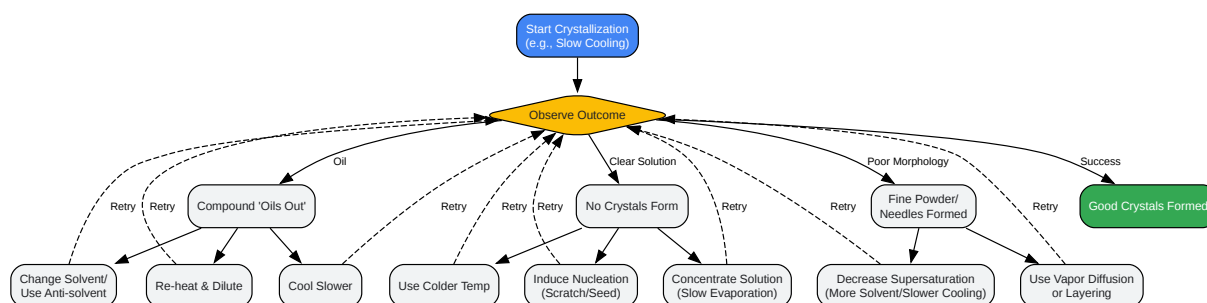 Start Crystallization
(e.g., Slow Cooling)
Observe Outcome
Oil
Clear Solution
Poor Morphology
Success
Compound 'Oils Out'
No Crystals Form
Fine Powder/
Needles Formed
Good Crystals Formed
Retry
Retry
Retry
Retry
Retry
Retry
Retry
Retry
Change Solvent/
Use Anti-solvent
Re-heat & Dilute
Cool Slower
Use Colder Temp
Induce Nucleation
(Scratch/Seed)
Concentrate Solution
(Slow Evaporation)
Decrease Supersaturation
(More Solvent/Slower Cooling)
Use Vapor Diffusion
or Layering